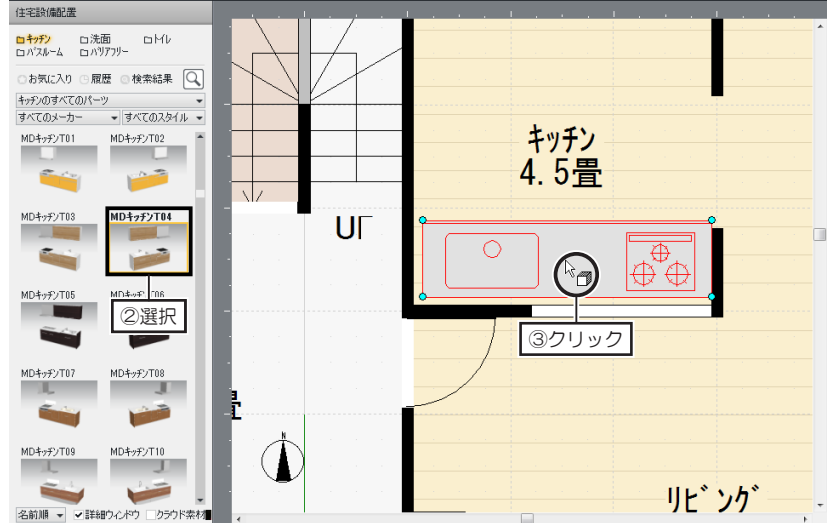 住宅設備配置
キッチン 洗面 トイレ
バスルーム バリアフリー
お気に入り 履歴 検索結果
キッチンのすべてのパーツ
すべてのメーカー すべてのスタイル
MDキッチンT01 MDキッチンT02
MDキッチンT03 MDキッチンT04
MDキッチンT05 MDキッチンT06
②選択
MDキッチンT07 MDキッチンT08
MDキッチンT09 MDキッチンT10
名前順 詳細ウィンドウ クラウド素材
キッチン
4.5畳
③クリック
N
リビング